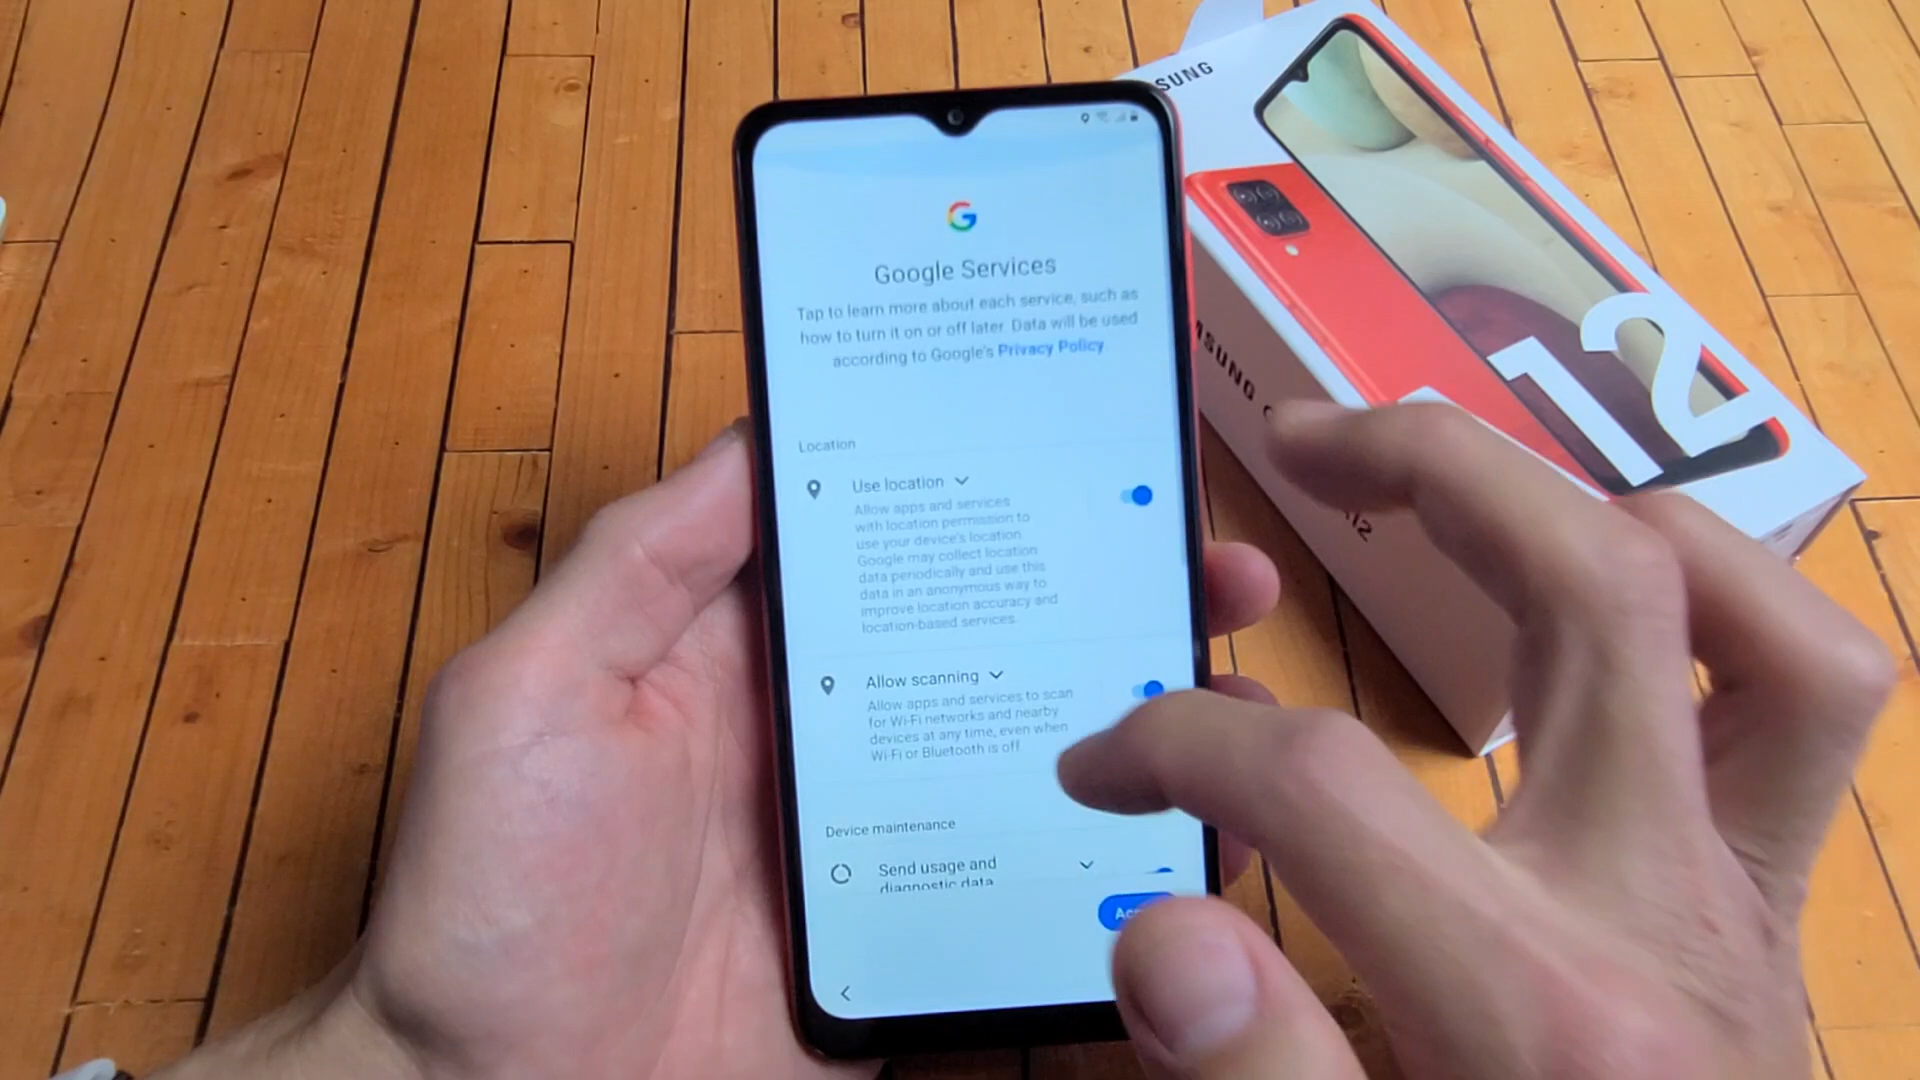 SUNG
12
Google Services
Tap to learn more about each service, such as
how to turn it on or off later. Data will be used
according to Google's Privacy Policy.
Location
Use location
Allow apps and services
with location permission to
use your device's location.
Google may collect location
data periodically and use this
data in an anonymous way to
improve location accuracy and
location-based services.
Allow scanning
Allow apps and services to scan
for Wi-Fi networks and nearby
devices at any time, even when
Wi-Fi or Bluetooth is off.
Device maintenance
Send usage and
diagnostic data